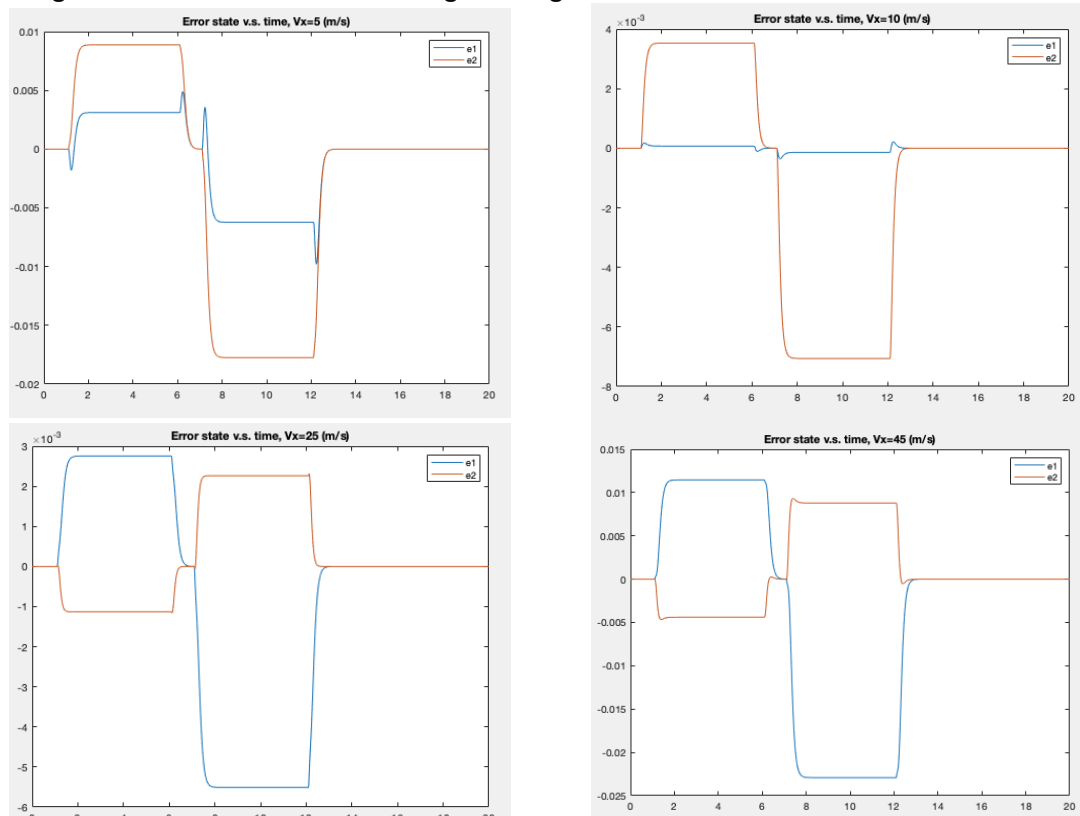 Error state v.s. time, Vx=5 (m/s)
0.01
0.005
0
-0.005
-0.01
-0.015
-0.02
0 2 4 6 8 10 12 14 16 18 20
e1
e2
×10⁻³
Error state v.s. time, Vx=10 (m/s)
4
2
0
-2
-4
-6
-8
0 2 4 6 8 10 12 14 16 18 20
e1
e2
×10⁻³
Error state v.s. time, Vx=25 (m/s)
3
2
1
0
-1
-2
-3
-4
-5
-6
e1
e2
Error state v.s. time, Vx=45 (m/s)
0.015
0.01
0.005
0
-0.005
-0.01
-0.015
-0.02
-0.025
0 2 4 6 8 10 12 14 16 18 20
e1
e2